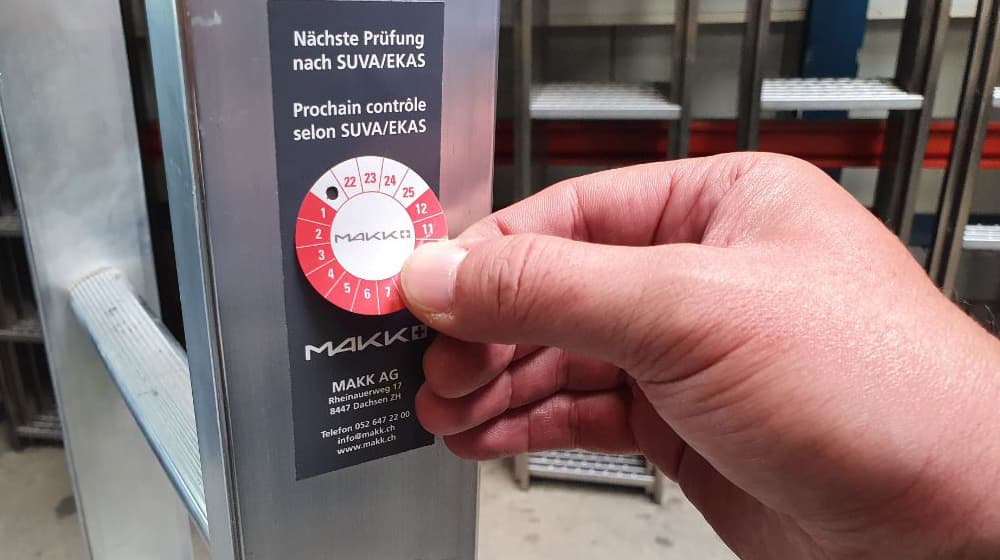 Nächste Prüfung
nach SUVA/EKAS
Prochain contrôle
selon SUVA/EKAS
22 23 24 25
1 2 3 4 5 6 7 11 12
MAKK
MAKK
MAKK AG
Rheinauerweg 17
8447 Dachsen ZH
Telefon 052 647 22 00
info@makk.ch
www.makk.ch